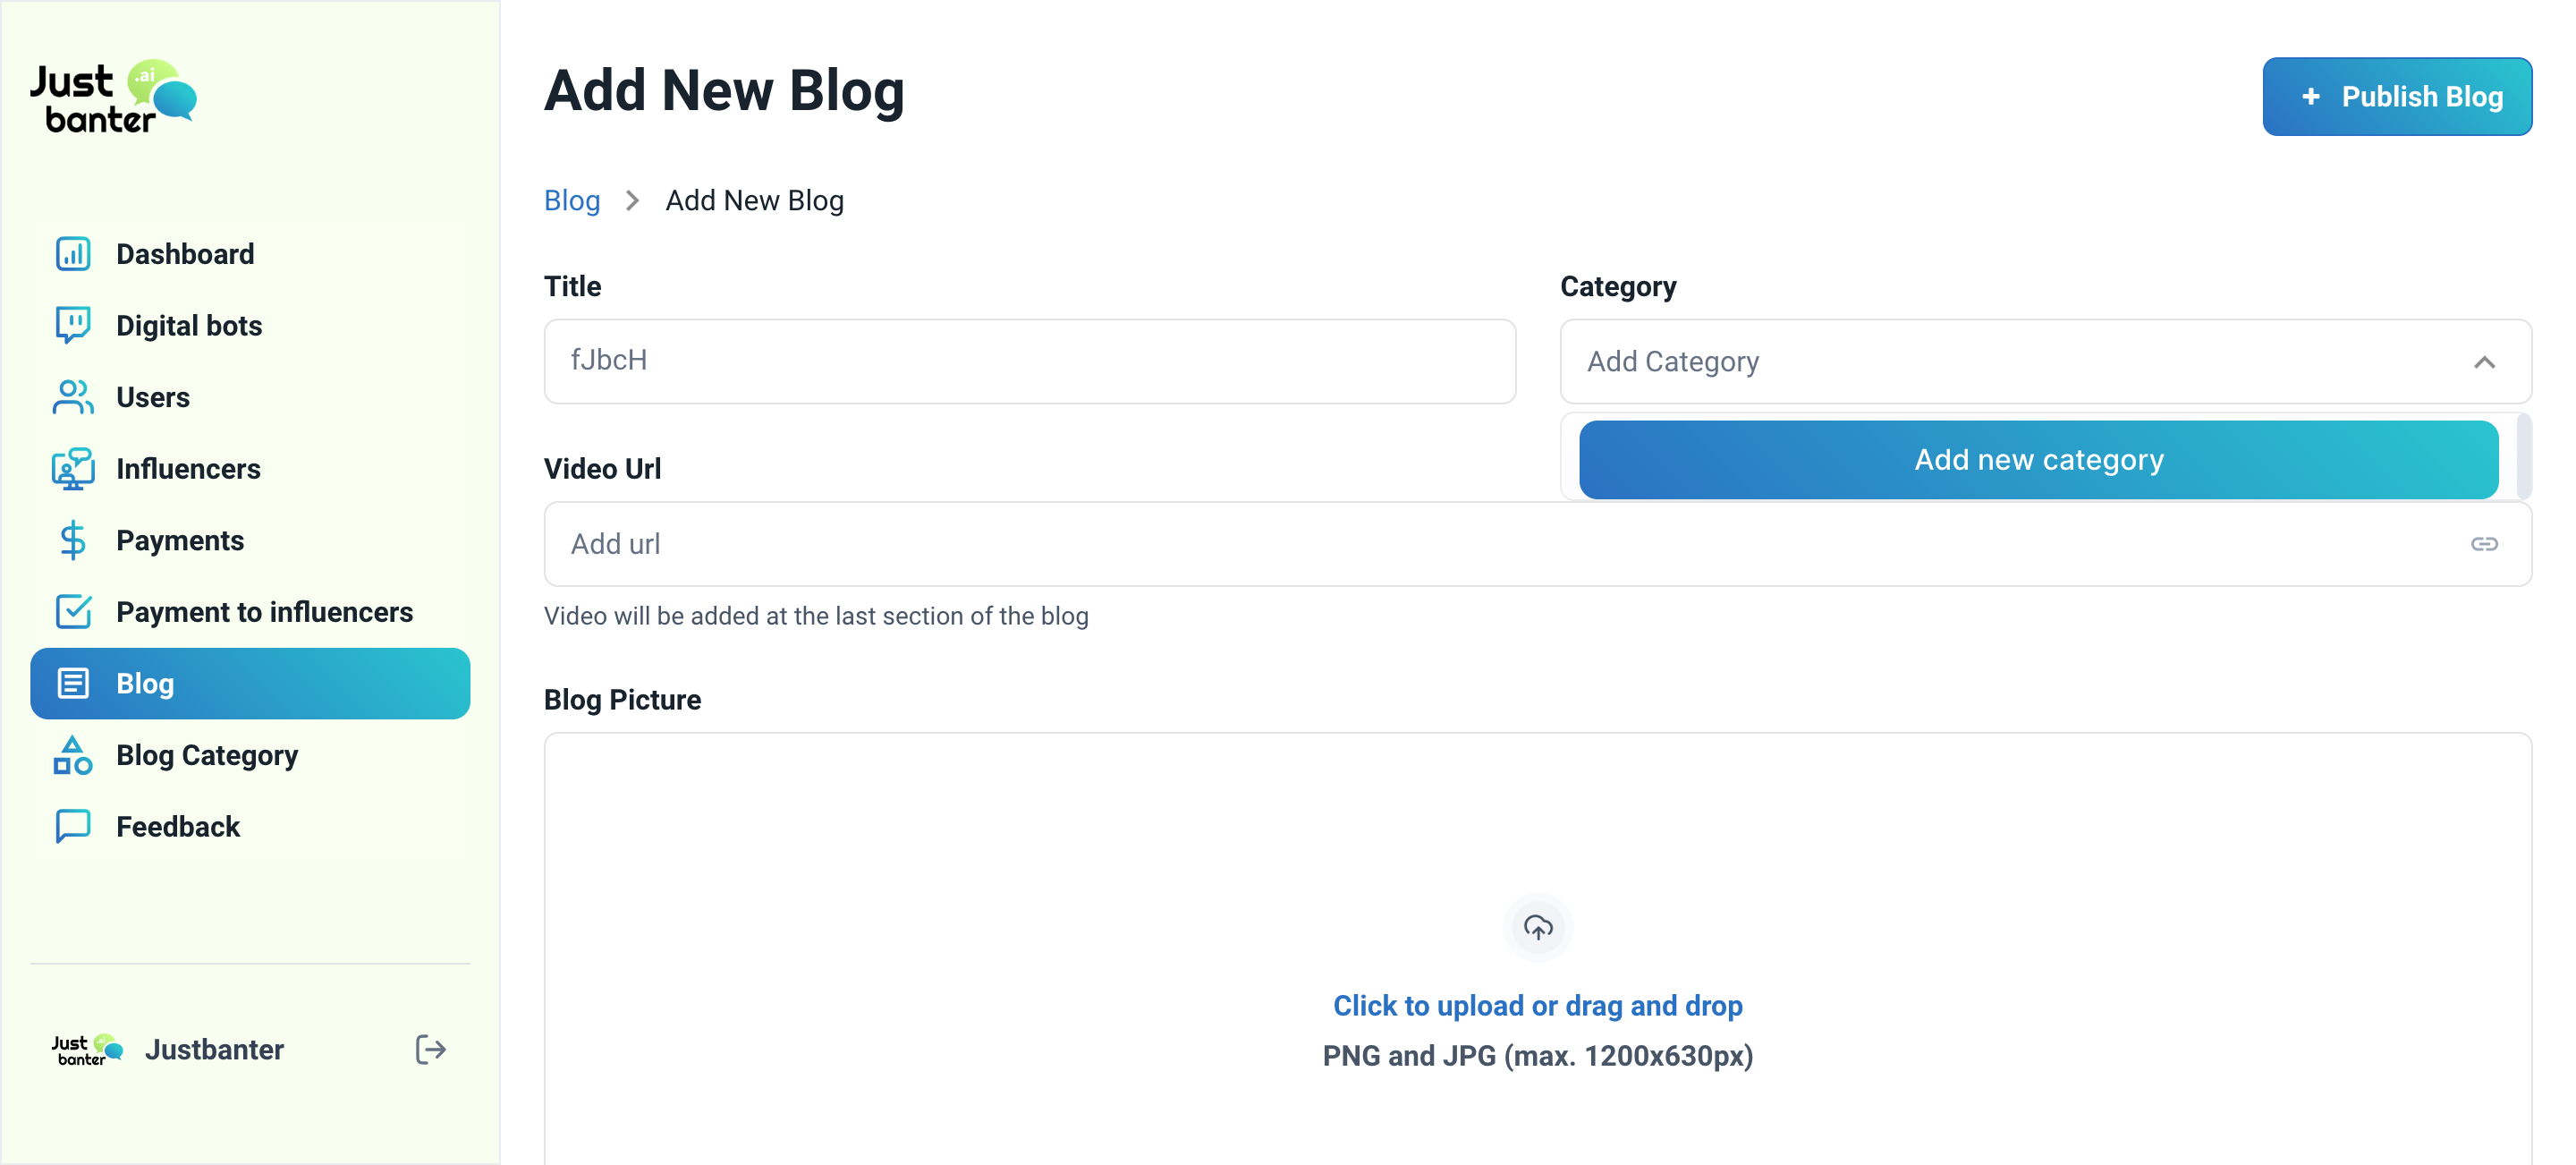 Just .ai
banter
Dashboard
Digital bots
Users
Influencers
Payments
Payment to influencers
Blog
Blog Category
Feedback
Just .ai
banter
Justbanter
Add New Blog
+ Publish Blog
Blog > Add New Blog
Title
fJbcH
Category
Add Category
Add new category
Video Url
Add url
Video will be added at the last section of the blog
Blog Picture
Click to upload or drag and drop
PNG and JPG (max. 1200x630px)